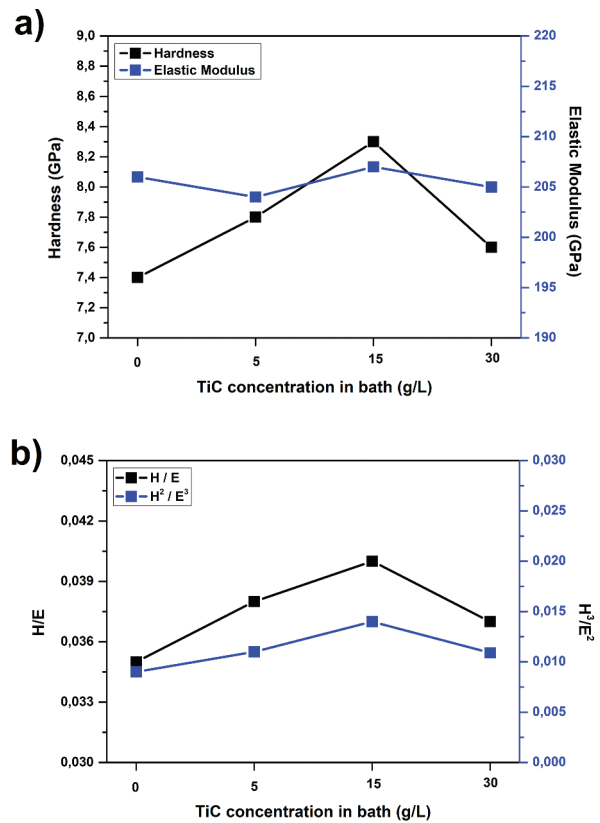 a)
9,0
8,8
8,6
8,4
8,2
8,0
7,8
7,6
7,4
7,2
7,0
Hardness (GPa)
Hardness
Elastic Modulus
220
215
210
205
200
195
190
Elastic Modulus (GPa)
0 5 15 30
TiC concentration in bath (g/L)
b)
0,045
0,042
0,039
0,036
0,033
0,030
H/E
H / E
H² / E³
0,030
0,025
0,020
0,015
0,010
0,005
0,000
H³/E²
0 5 15 30
TiC concentration in bath (g/L)